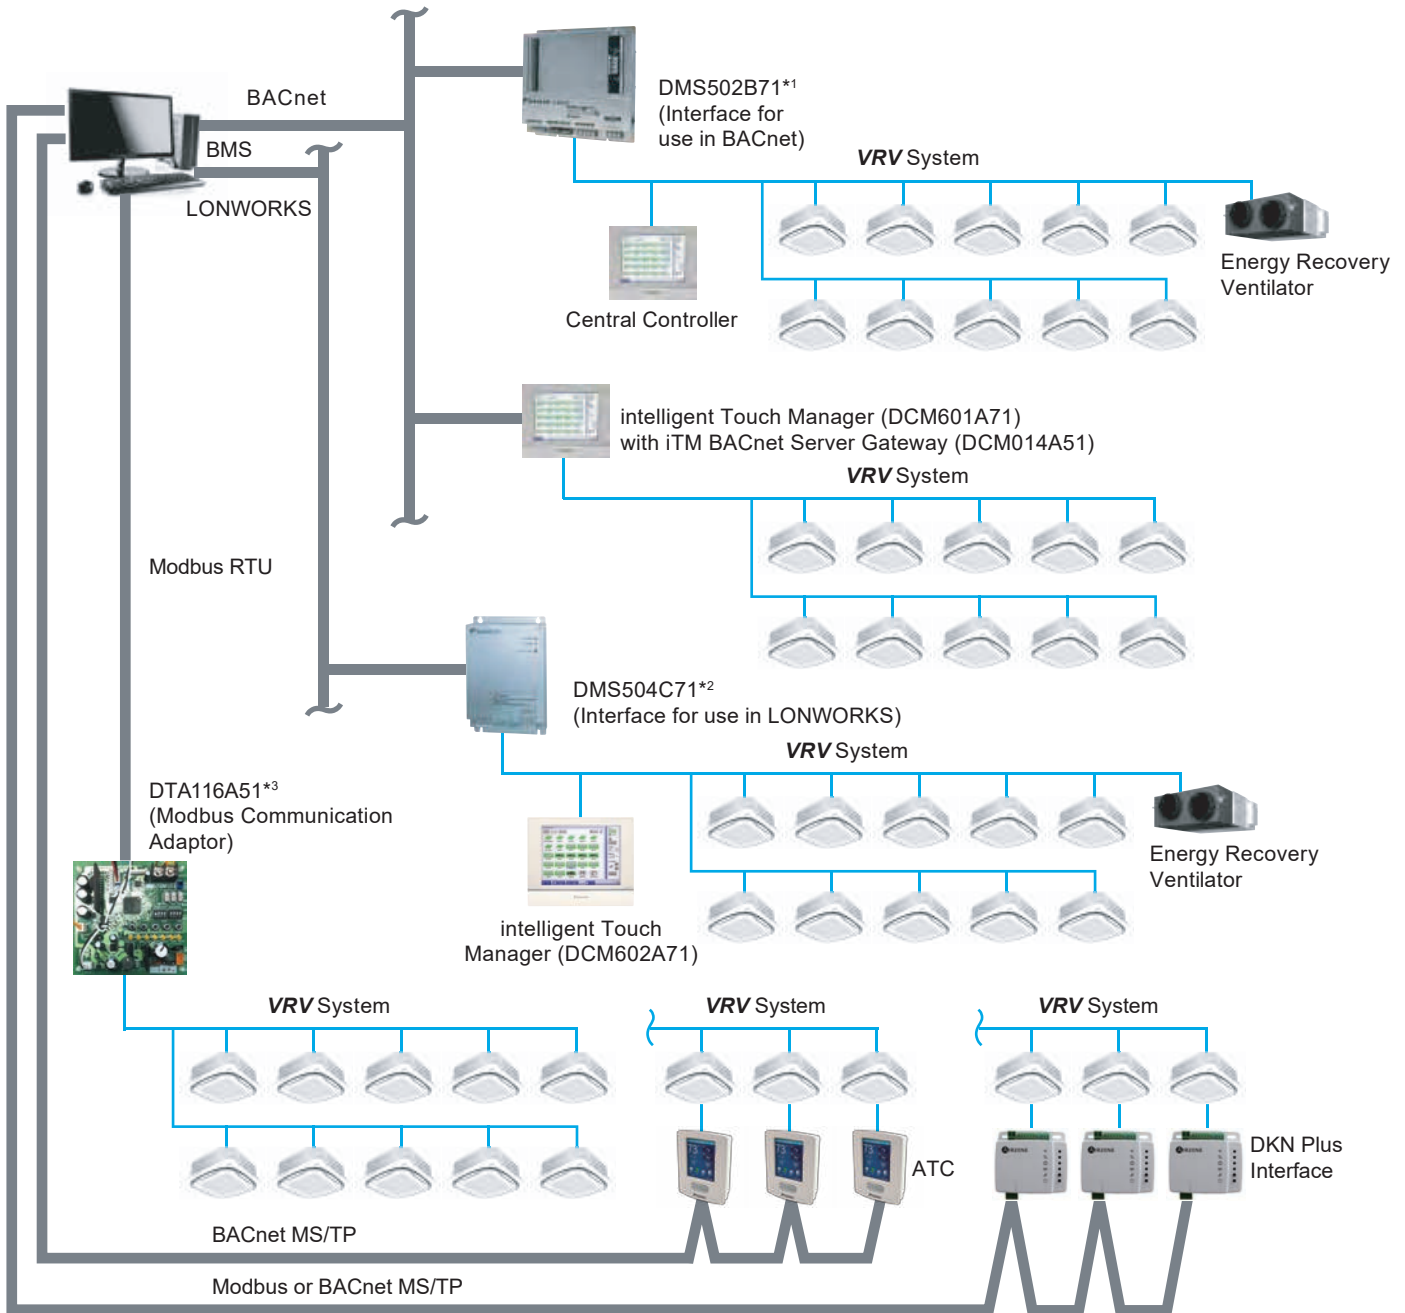 BACnet
BMS
LONWORKS
DMS502B71*1
(Interface for
use in BACnet)
VRV System
Central Controller
Energy Recovery
Ventilator
intelligent Touch Manager (DCM601A71)
with iTM BACnet Server Gateway (DCM014A51)
VRV System
Modbus RTU
DMS504C71*2
(Interface for use in LONWORKS)
VRV System
DTA116A51*3
(Modbus Communication
Adaptor)
intelligent Touch
Manager (DCM602A71)
Energy Recovery
Ventilator
VRV System
VRV System
VRV System
ATC
DKN Plus
Interface
BACnet MS/TP
Modbus or BACnet MS/TP